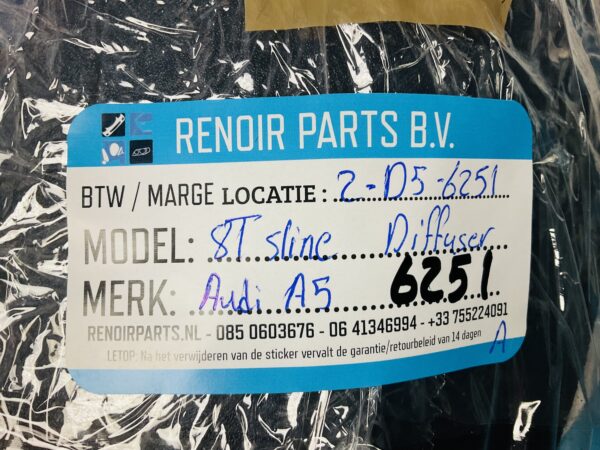 RENOIR PARTS B.V.
BTW / MARGE LOCATIE : 2-D5-6251
MODEL: 8T sline Diffuser
MERK: Audi A5 6251
RENOIRPARTS.NL - 085 0603676 - 06 41346994 - +33 755224091
LETOP: Na het verwijderen van de sticker vervalt de garantie/retourbeleid van 14 dagen
A